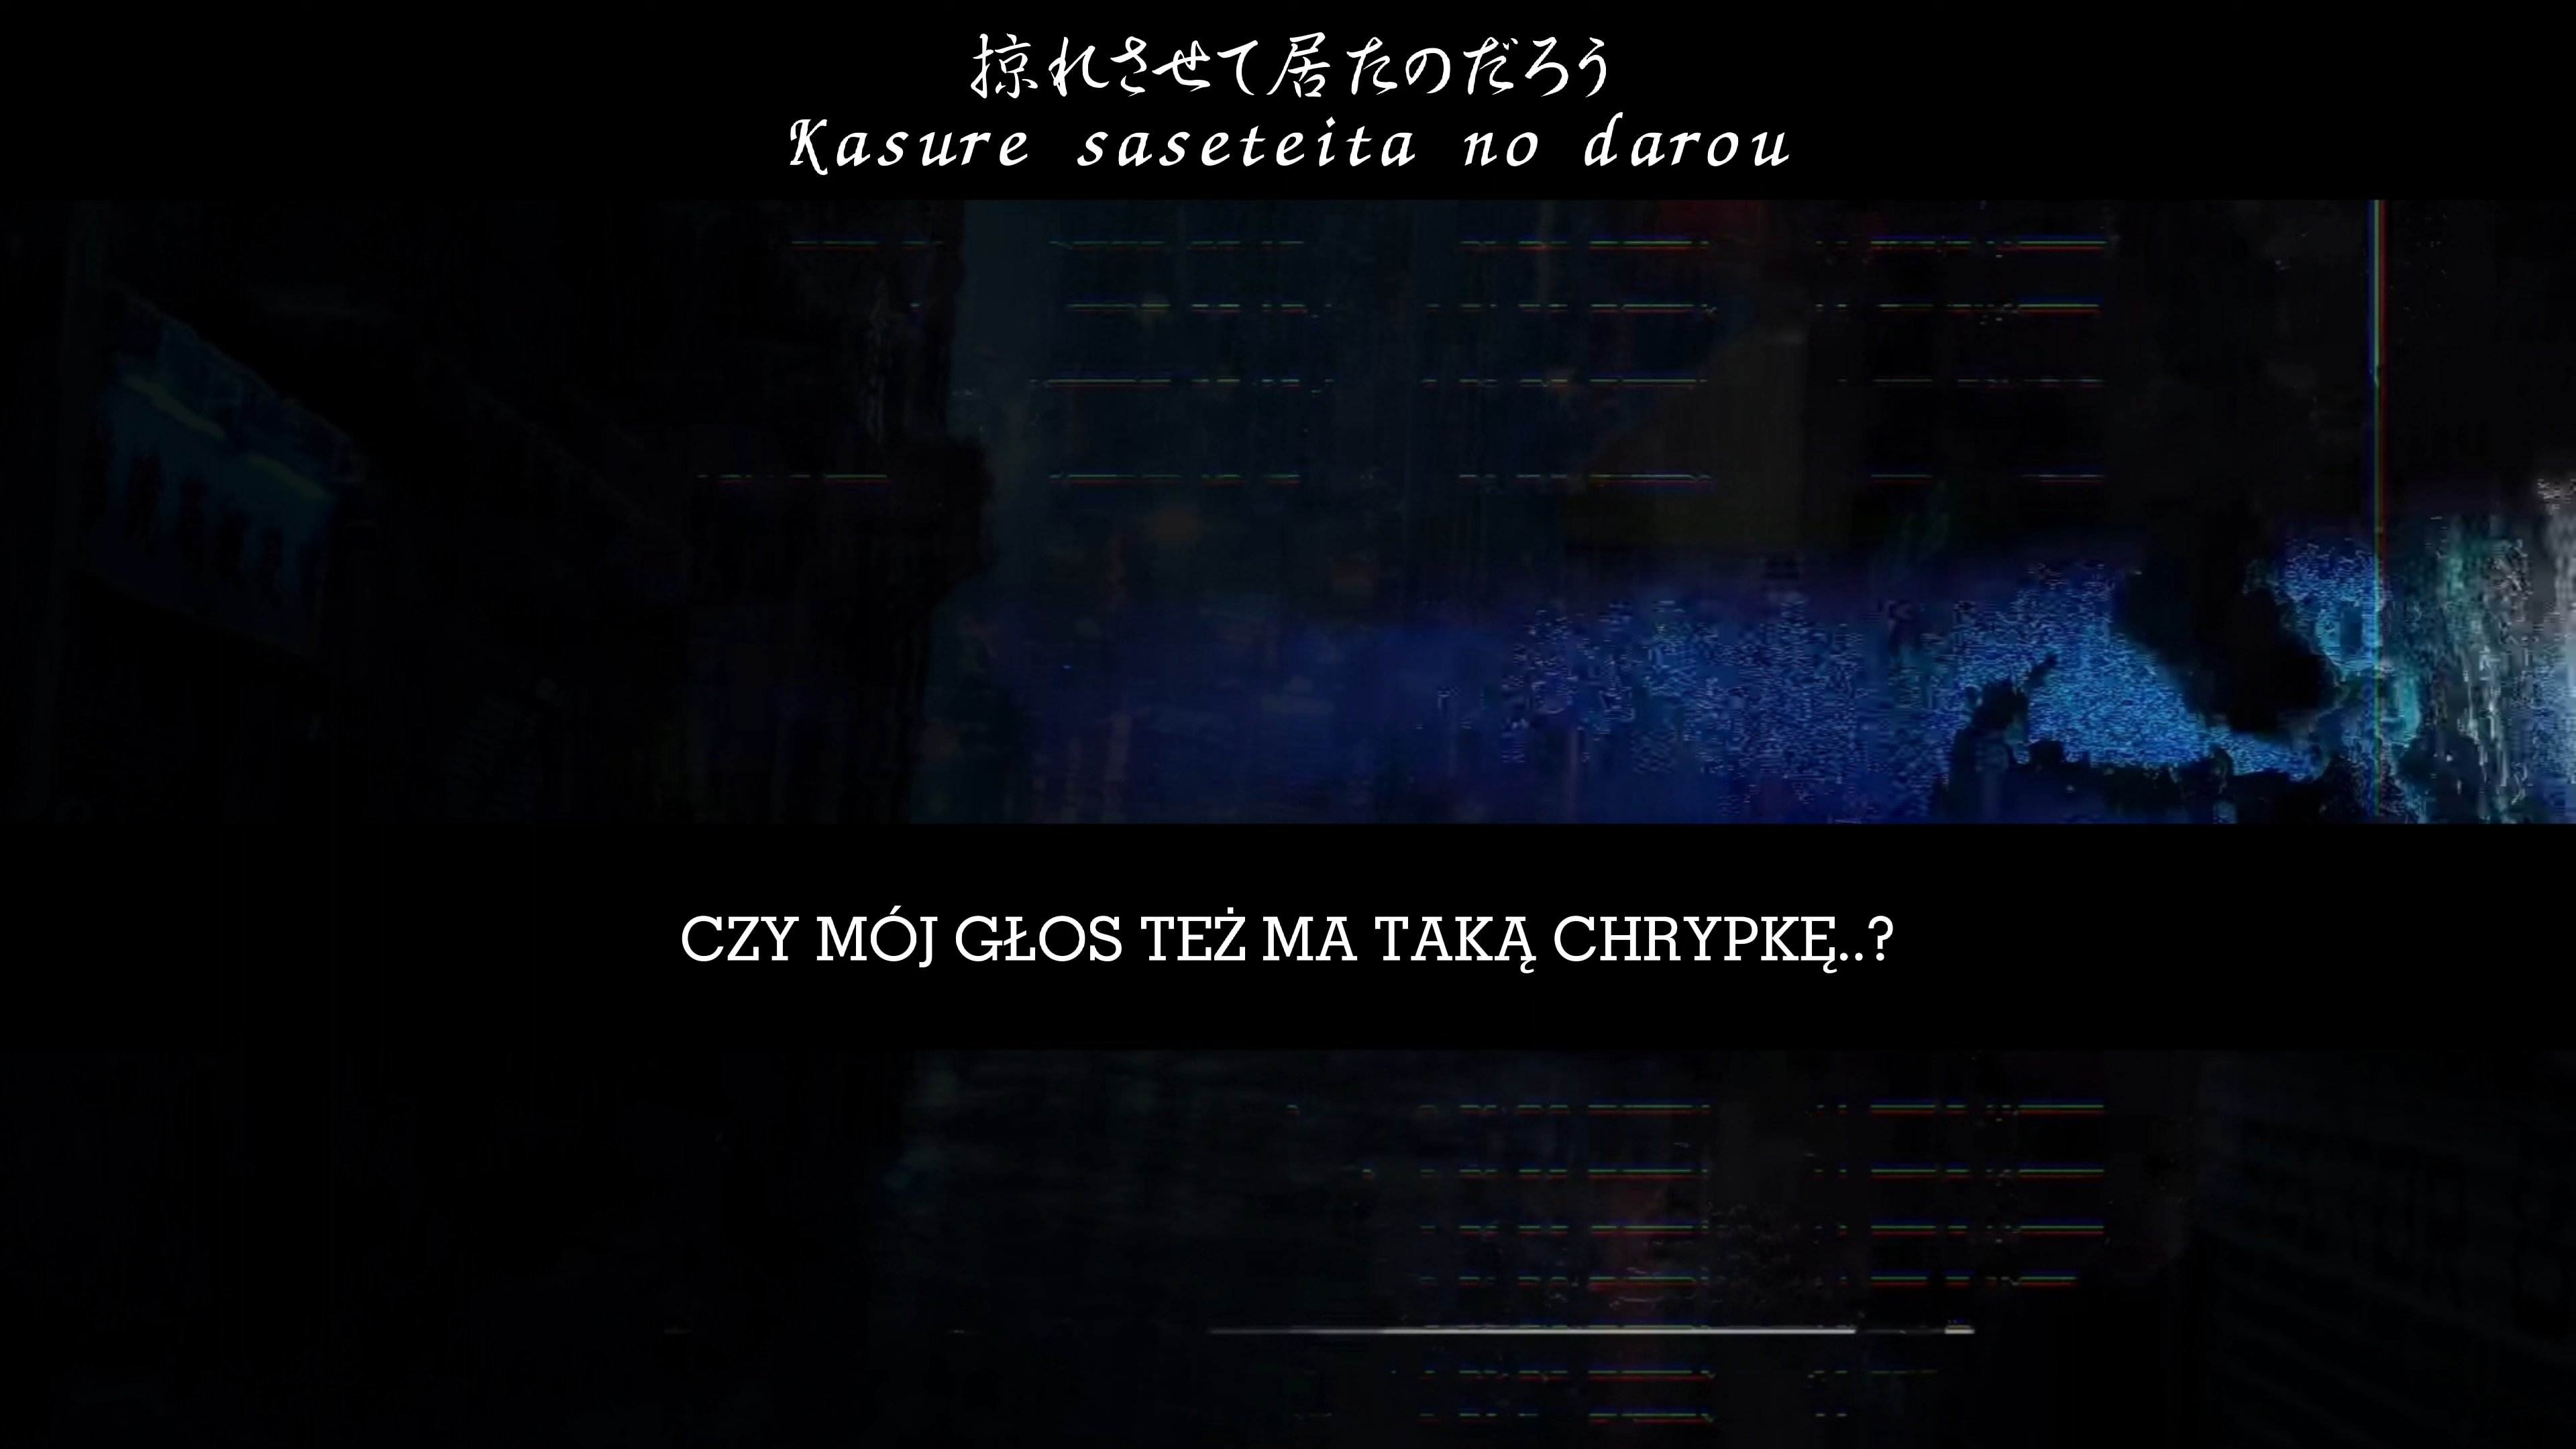 掠れさせて居たのだろう
Kasure saseteita no darou
CZY MÓJ GŁOS TEŻ MA TAKĄ CHRYPKĘ..?